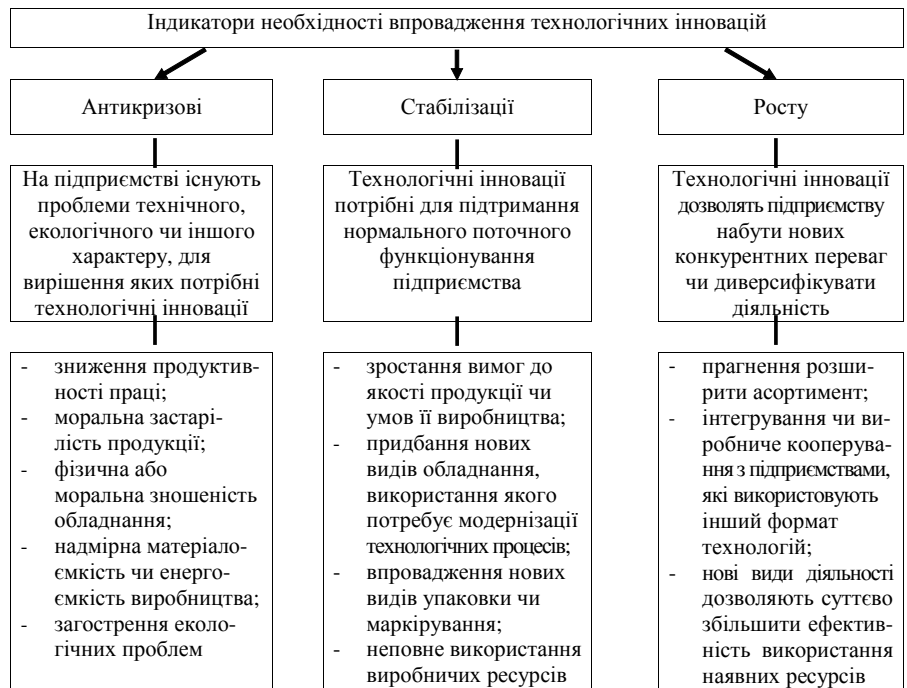 Індикатори необхідності впровадження технологічних інновацій
Антикризові
Стабілізації
Росту
На підприємстві існують
проблеми технічного,
екологічного чи іншого
характеру, для
вирішення яких потрібні
технологічні інновації
Технологічні інновації
потрібні для підтримання
нормального поточного
функціонування
підприємства
Технологічні інновації
дозволять підприємству
набути нових
конкурентних переваг
чи диверсифікувати
діяльність
- зниження продуктив-
ності праці;
- моральна застарі-
лість продукції;
- фізична або
моральна зношеність
обладнання;
- надмірна матеріало-
ємкість чи енерго-
ємкість виробництва;
- загострення еколо-
гічних проблем
- зростання вимог до
якості продукції чи
умов її виробництва;
- придбання нових
видів обладнання,
використання якого
потребує модернізації
технологічних процесів;
- впровадження нових
видів упаковки чи
маркірування;
- неповне використання
виробничих ресурсів
- прагнення розши-
рити асортимент;
- інтегрування чи ви-
робниче кооперува-
ння з підприємствами,
які використовують
інший формат
технологій;
- нові види діяльності
дозволяють суттєво
збільшити ефектив-
ність використання
наявних ресурсів